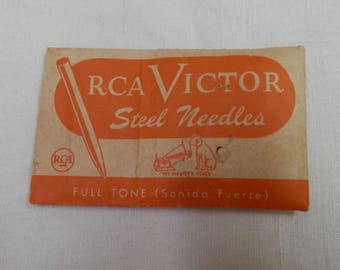 RCA VICTOR
Steel Needles
RCA
"HIS MASTER'S VOICE"
FULL TONE (Sonido Fuerte)